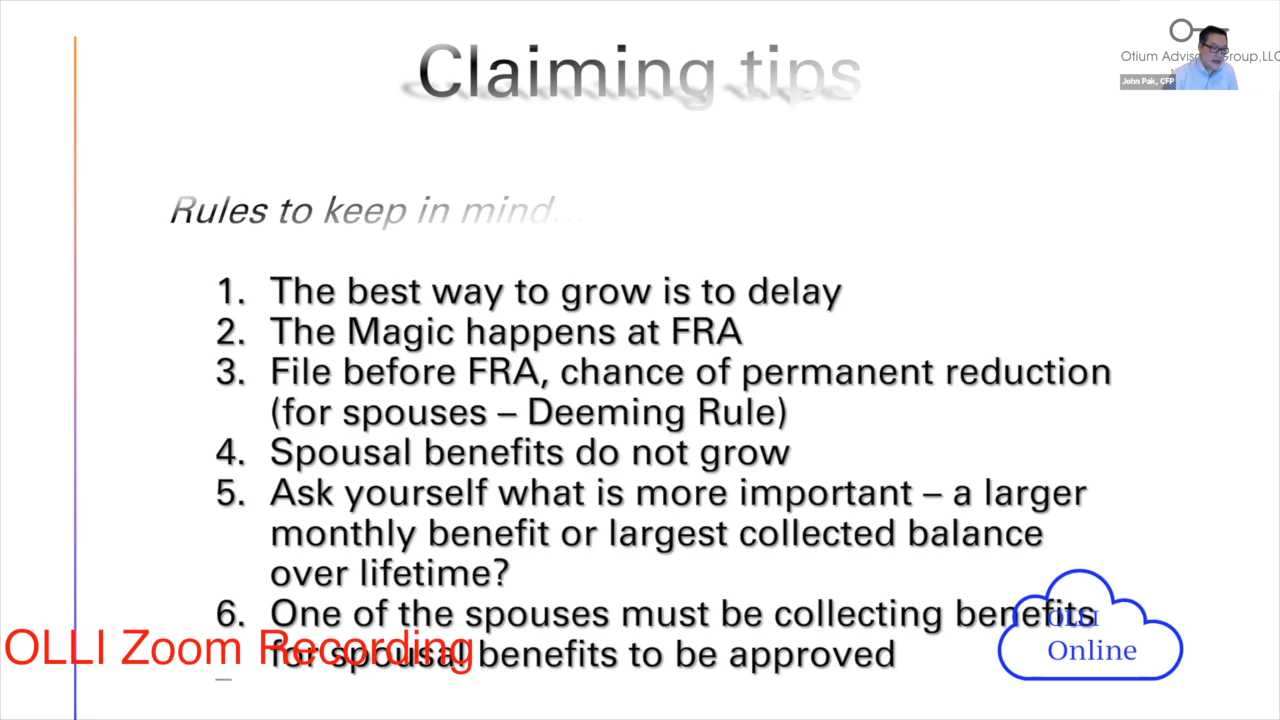 Claiming tips
Otium Advis Group,LLC
John Pak, CFP
Rules to keep in mind...
1. The best way to grow is to delay
2. The Magic happens at FRA
3. File before FRA, chance of permanent reduction
(for spouses – Deeming Rule)
4. Spousal benefits do not grow
5. Ask yourself what is more important – a larger
monthly benefit or largest collected balance
over lifetime?
6. One of the spouses must be collecting benefits
for spousal benefits to be approved
OLLI Zoom Recording
OLLI
Online